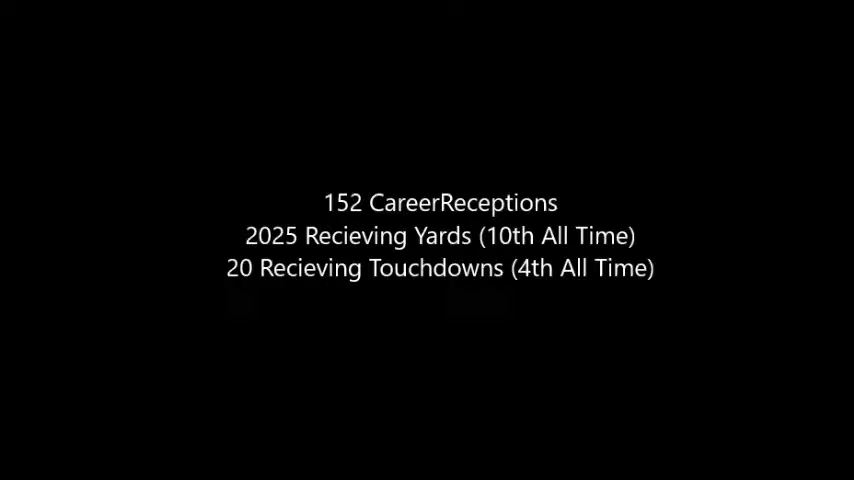 152 CareerReceptions
2025 Recieving Yards (10th All Time)
20 Recieving Touchdowns (4th All Time)